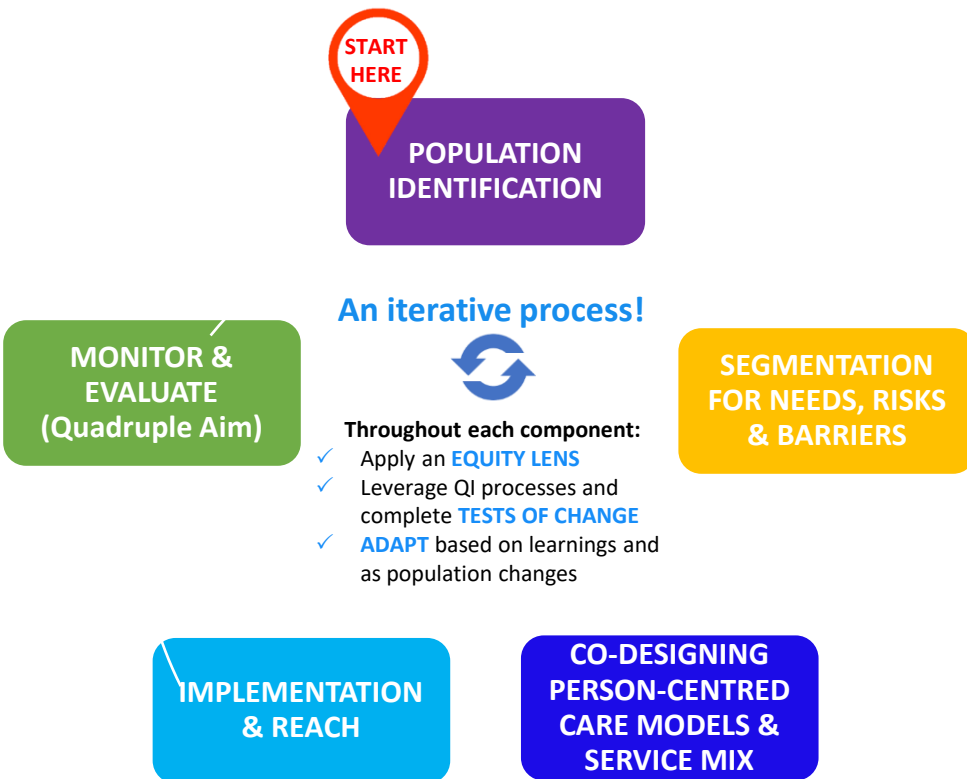 START
HERE
POPULATION
IDENTIFICATION
An iterative process!
MONITOR &
EVALUATE
(Quadruple Aim)
SEGMENTATION
FOR NEEDS, RISKS
& BARRIERS
Throughout each component:
✓ Apply an EQUITY LENS
✓ Leverage QI processes and
complete TESTS OF CHANGE
✓ ADAPT based on learnings and
as population changes
IMPLEMENTATION
& REACH
CO-DESIGNING
PERSON-CENTRED
CARE MODELS &
SERVICE MIX